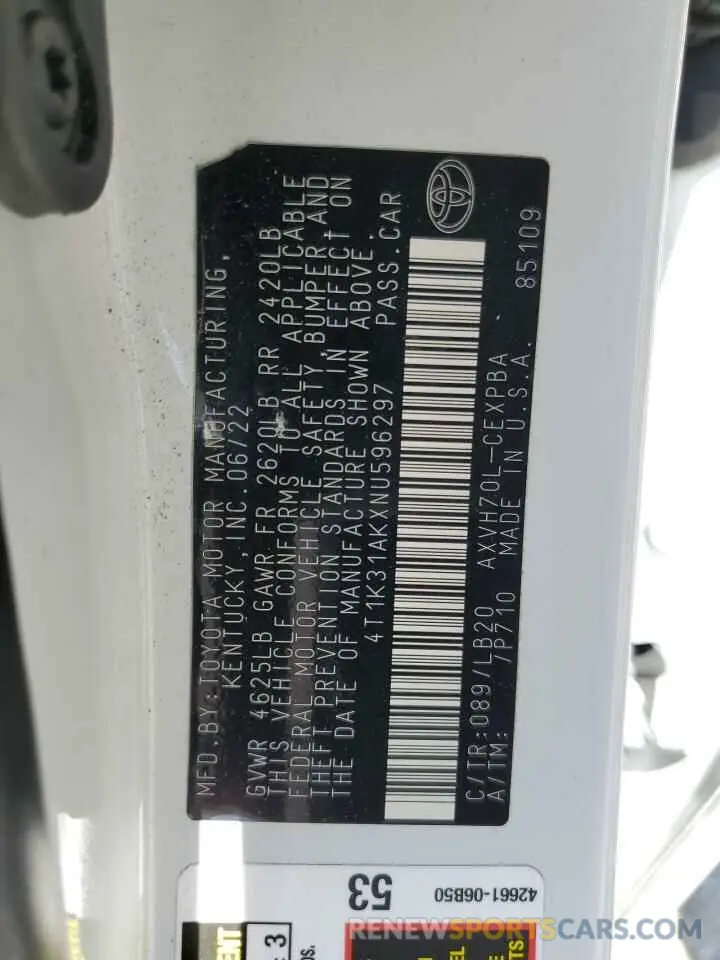 MFD. BY: TOYOTA MOTOR MANUFACTURING,
KENTUCKY, INC. 06/22
GVWR 4625LB GAWR FR 2620LB RR 2420LB
THIS VEHICLE CONFORMS TO ALL APPLICABLE
FEDERAL MOTOR VEHICLE SAFETY, BUMPER, AND
THEFT PREVENTION STANDARDS IN EFFECT ON
THE DATE OF MANUFACTURE SHOWN ABOVE.
4T1K31AKXNU596297 PASS. CAR
C/TR: 089/LB20 AXVH70L-CEXPBA 85109
A/TM: 7P710 MADE IN U.S.A.
53
42661-06B50
3
RENEWSPORTSCARS.COM